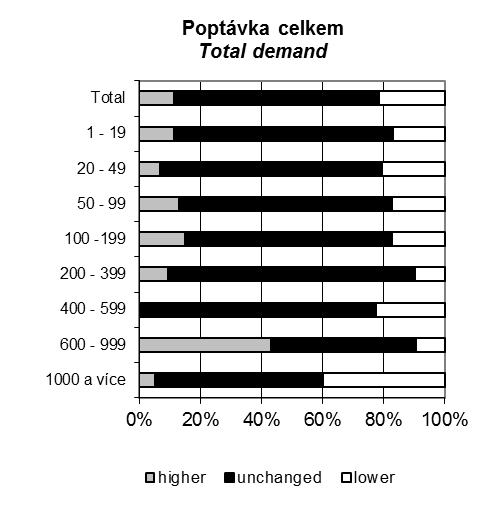 Poptávka celkem
Total demand
Total
1 - 19
20 - 49
50 - 99
100 -199
200 - 399
400 - 599
600 - 999
1000 a více
0% 20% 40% 60% 80% 100%
higher unchanged lower